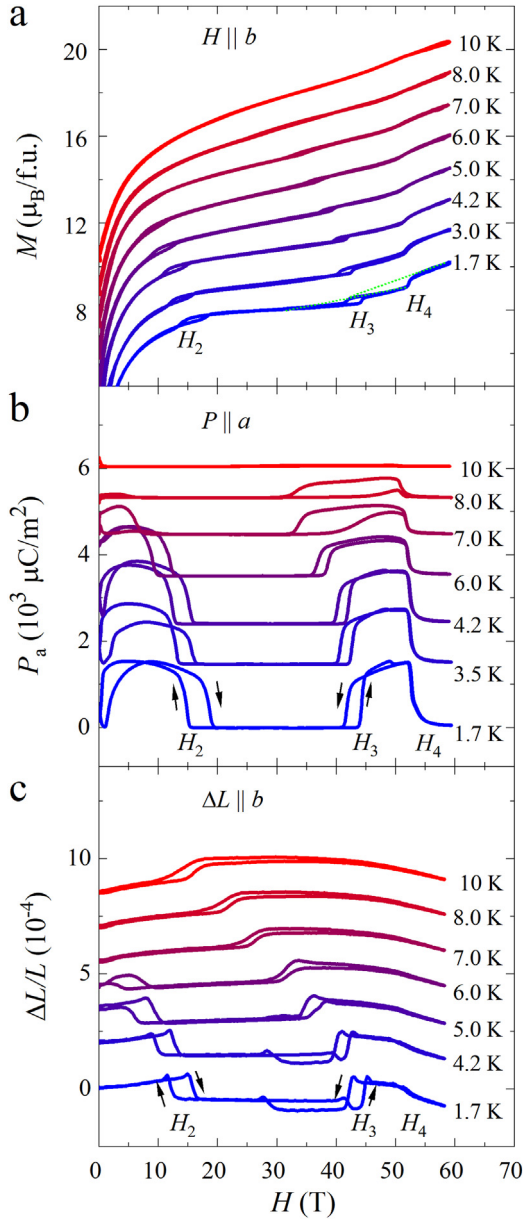 a
H || b
M (μB/f.u.)
20
16
12
8
10 K
8.0 K
7.0 K
6.0 K
5.0 K
4.2 K
3.0 K
1.7 K
H2
H3
H4
b
P || a
Pa (10³ μC/m²)
6
4
2
0
10 K
8.0 K
7.0 K
6.0 K
4.2 K
3.5 K
1.7 K
H2
H3
H4
c
ΔL || b
ΔL/L (10⁻⁴)
10
5
0
10 K
8.0 K
7.0 K
6.0 K
5.0 K
4.2 K
1.7 K
H2
H3
H4
0 10 20 30 40 50 60 70
H (T)